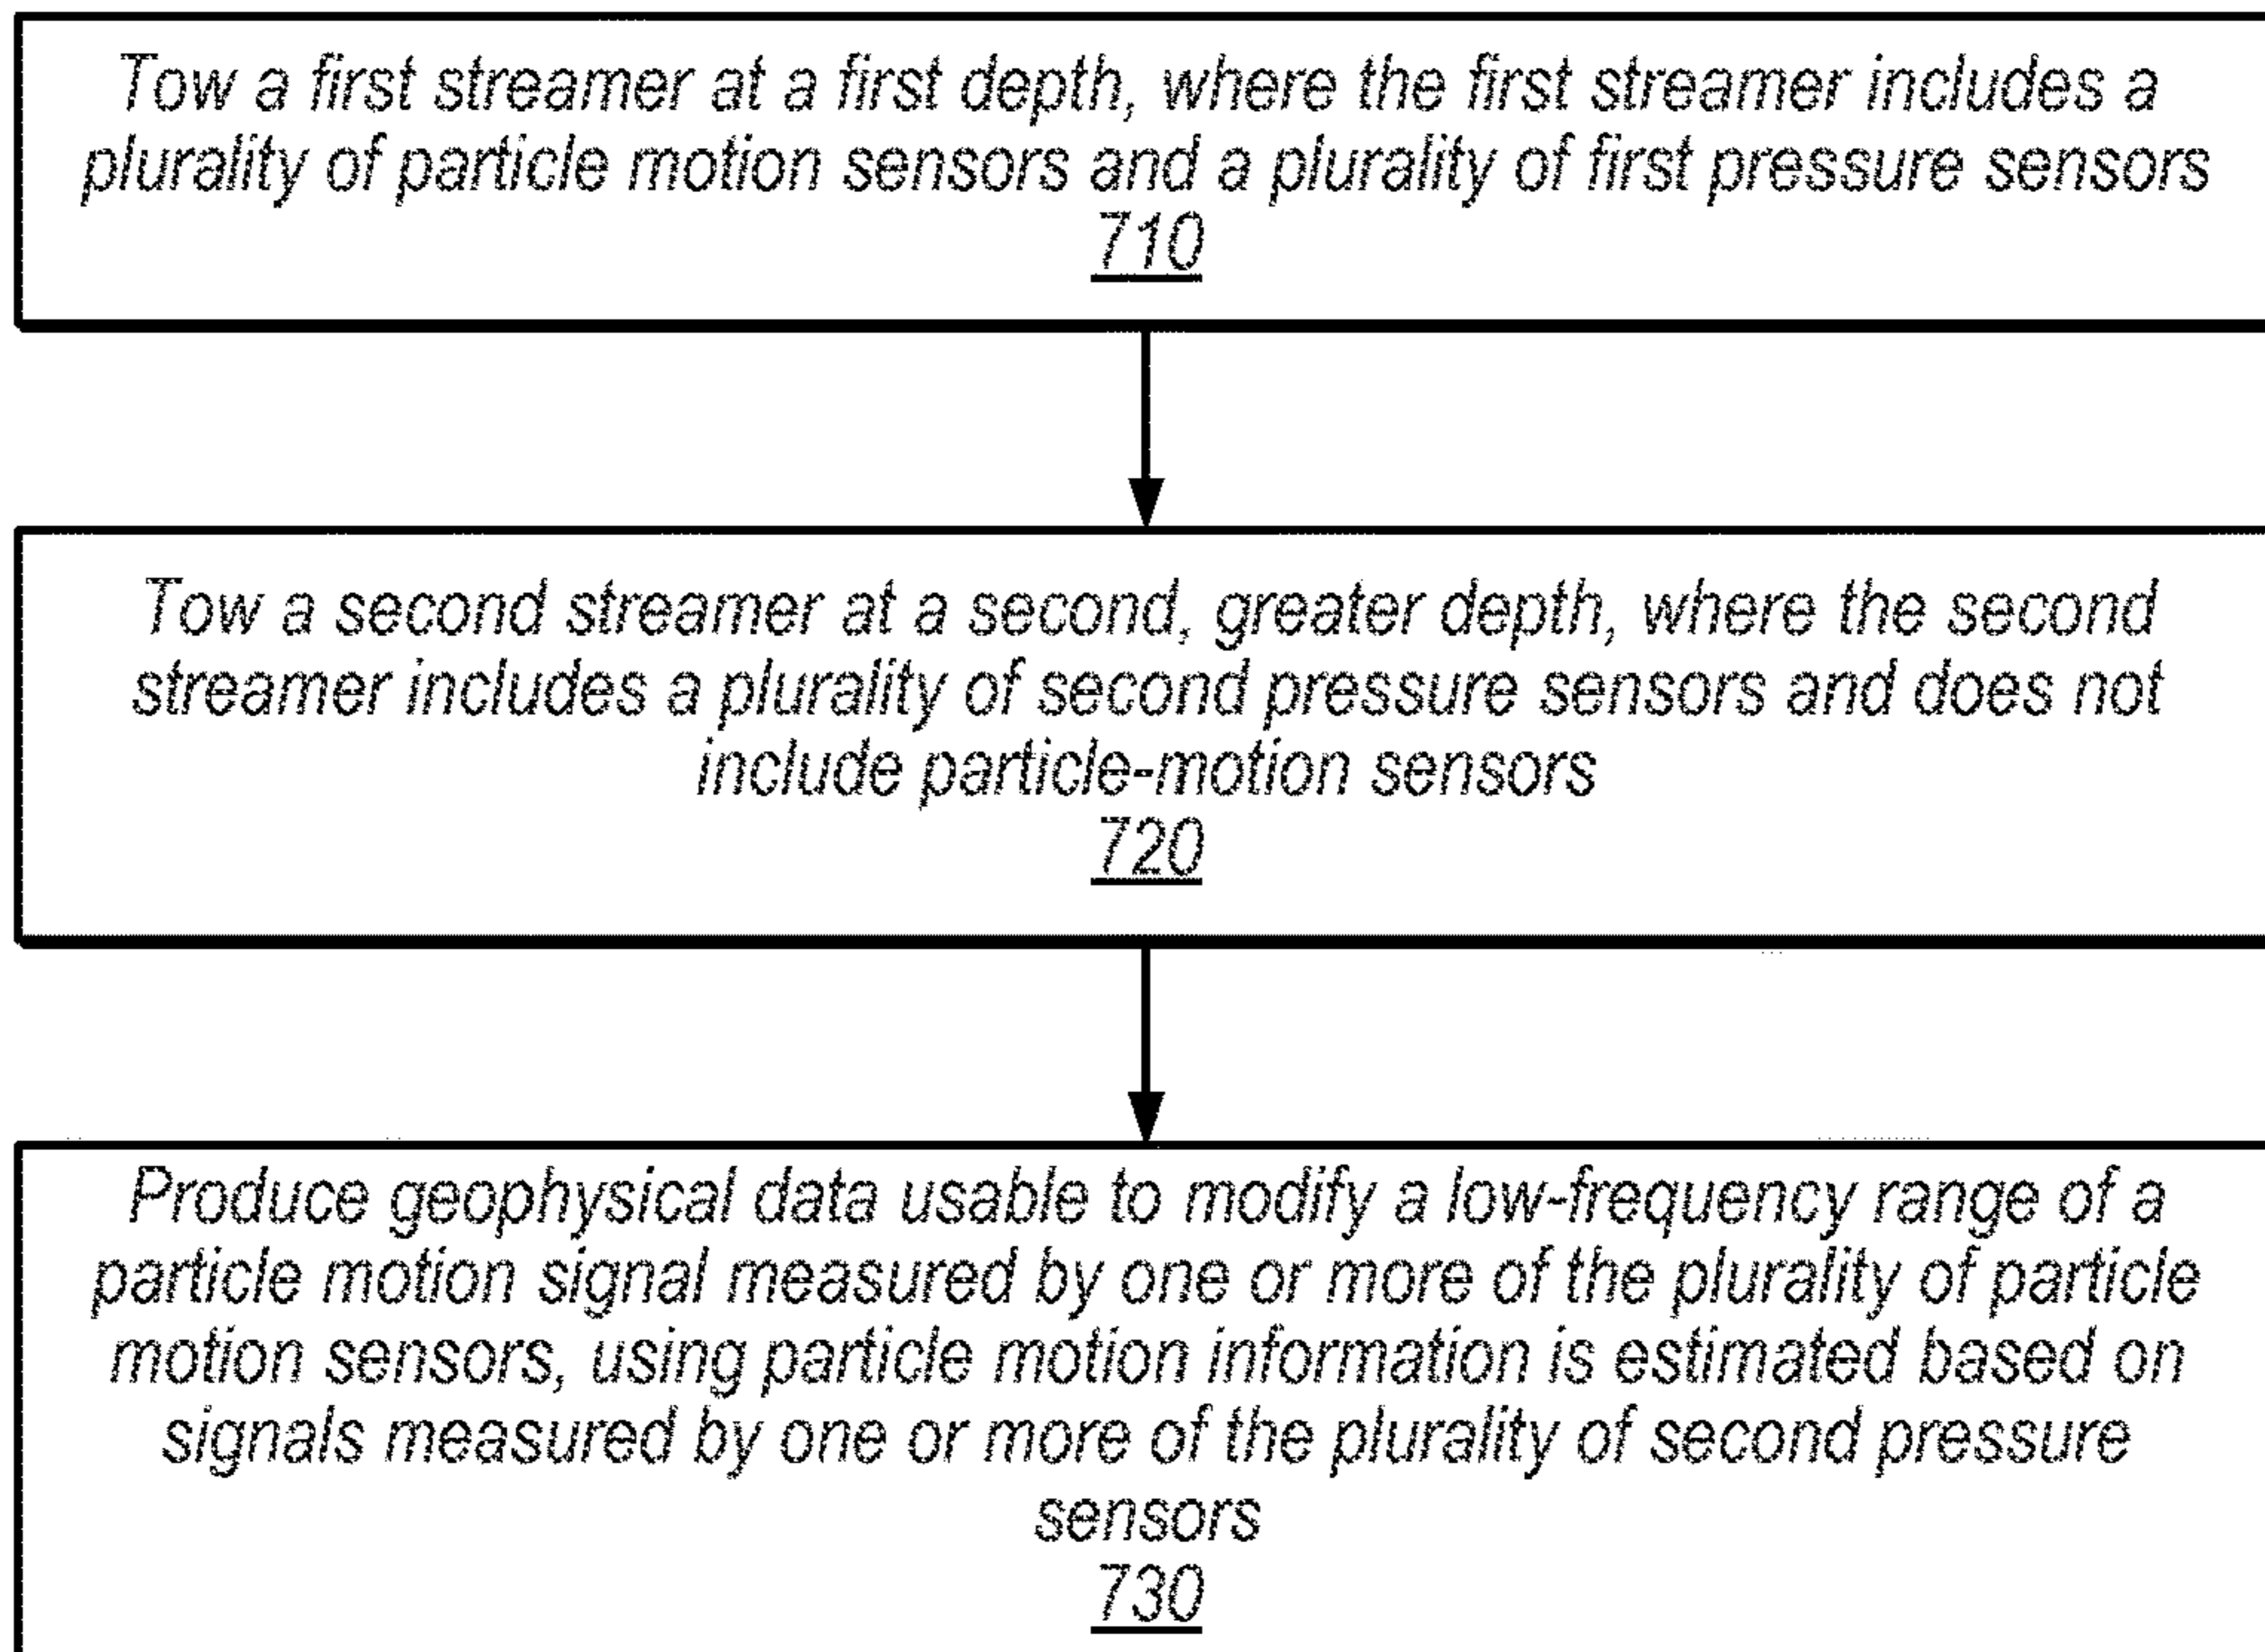 Tow a first streamer at a first depth, where the first streamer includes a
plurality of particle motion sensors and a plurality of first pressure sensors
710
Tow a second streamer at a second, greater depth, where the second
streamer includes a plurality of second pressure sensors and does not
include particle-motion sensors
720
Produce geophysical data usable to modify a low-frequency range of a
particle motion signal measured by one or more of the plurality of particle
motion sensors, using particle motion information is estimated based on
signals measured by one or more of the plurality of second pressure
sensors
730